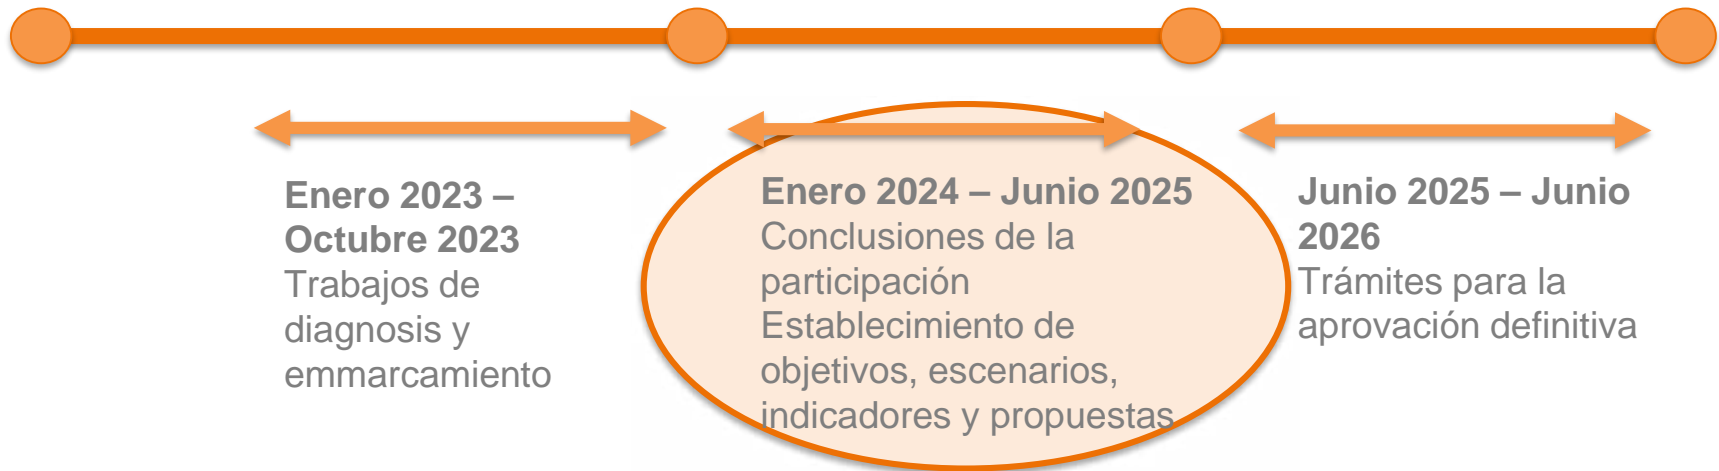 Enero 2023 –
Octubre 2023
Trabajos de
diagnosis y
emmarcamiento
Enero 2024 – Junio 2025
Conclusiones de la
participación
Establecimiento de
objetivos, escenarios,
indicadores y propuestas
Junio 2025 – Junio
2026
Trámites para la
aprovación definitiva